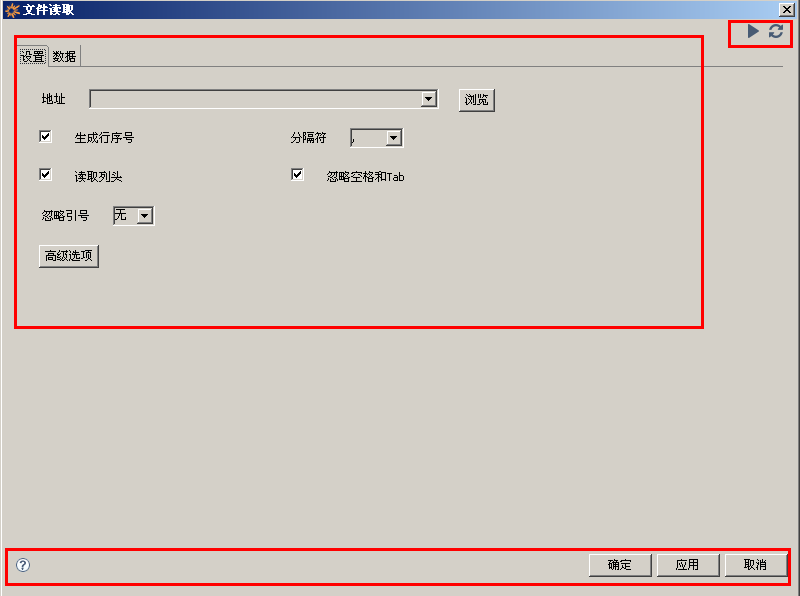 文件读取
设置 数据
地址 浏览
生成行序号 分隔符 ,
读取列头 忽略空格和Tab
忽略引号 无
高级选项
? 确定 应用 取消